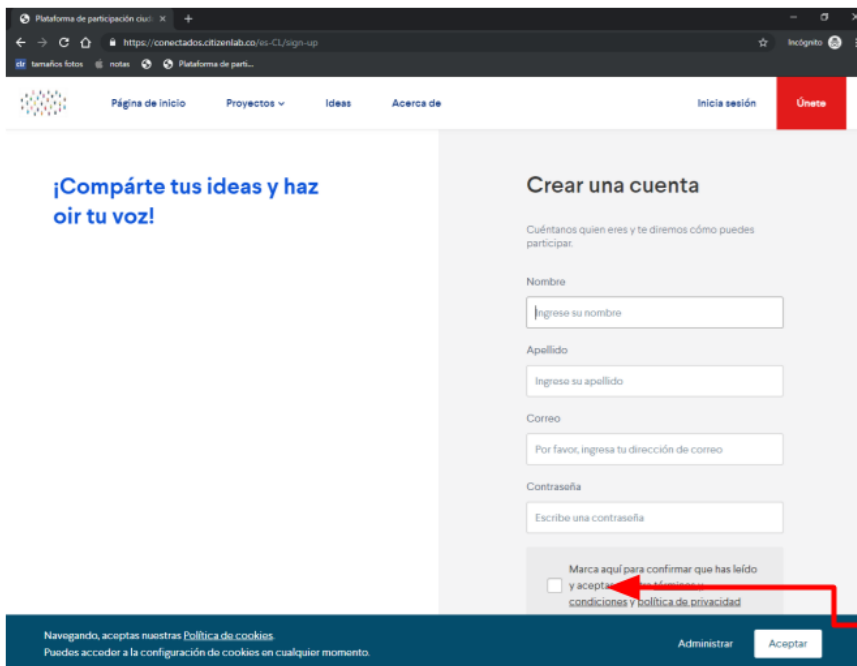 Plataforma de participación ciud
https://conectados.citizenlab.co/es-CL/sign-up
Incógnito
clr tamaños fotos notas Plataforma de parti...
Página de inicio Proyectos Ideas Acerca de Inicia sesión Únete
¡Compárte tus ideas y haz
oir tu voz!
Crear una cuenta
Cuéntanos quien eres y te diremos cómo puedes
participar.
Nombre
Ingrese su nombre
Apellido
Ingrese su apellido
Correo
Por favor, ingresa tu dirección de correo
Contraseña
Escribe una contraseña
Marca aquí para confirmar que has leído
y aceptar términos y
condiciones y política de privacidad
Navegando, aceptas nuestras Política de cookies.
Puedes acceder a la configuración de cookies en cualquier momento.
Administrar
Aceptar